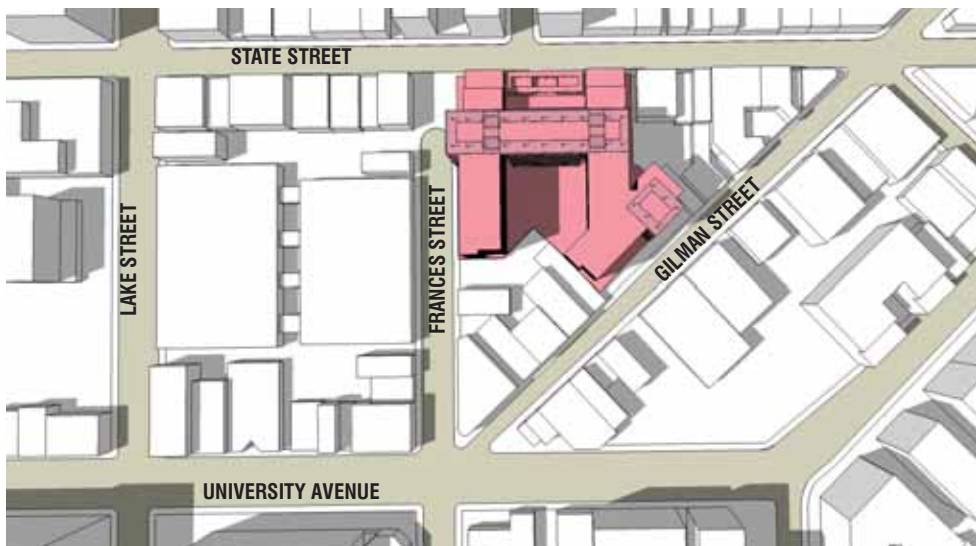 STATE STREET
LAKE STREET
FRANCES STREET
GILMAN STREET
UNIVERSITY AVENUE